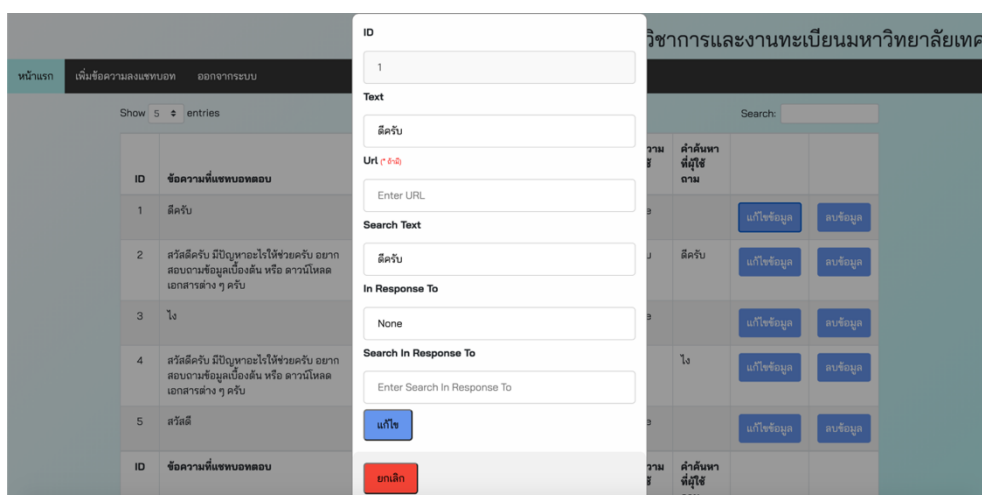 วิชาการและงานทะเบียนมหาวิทยาลัยเทค
หน้าแรก เพิ่มข้อความลงแชทบอท ออกจากระบบ
Show 5 entries
Search:
ID ข้อความที่แชทบอทตอบ
คำค้นหา
ที่ผู้ใช้
ถาม
1 ดีครับ
แก้ไขข้อมูล ลบข้อมูล
2 สวัสดีครับ มีปัญหาอะไรให้ช่วยครับ อยาก
สอบถามข้อมูลเบื้องต้น หรือ ดาวน์โหลด
เอกสารต่าง ๆ ครับ
ดีครับ แก้ไขข้อมูล ลบข้อมูล
3 ไง
แก้ไขข้อมูล ลบข้อมูล
4 สวัสดีครับ มีปัญหาอะไรให้ช่วยครับ อยาก
สอบถามข้อมูลเบื้องต้น หรือ ดาวน์โหลด
เอกสารต่าง ๆ ครับ
ไง แก้ไขข้อมูล ลบข้อมูล
5 สวัสดี
แก้ไขข้อมูล ลบข้อมูล
ID ข้อความที่แชทบอทตอบ
คำค้นหา
ที่ผู้ใช้
ID
1
Text
ดีครับ
Url (* ถ้ามี)
Enter URL
Search Text
ดีครับ
In Response To
None
Search In Response To
Enter Search In Response To
แก้ไข
ยกเลิก